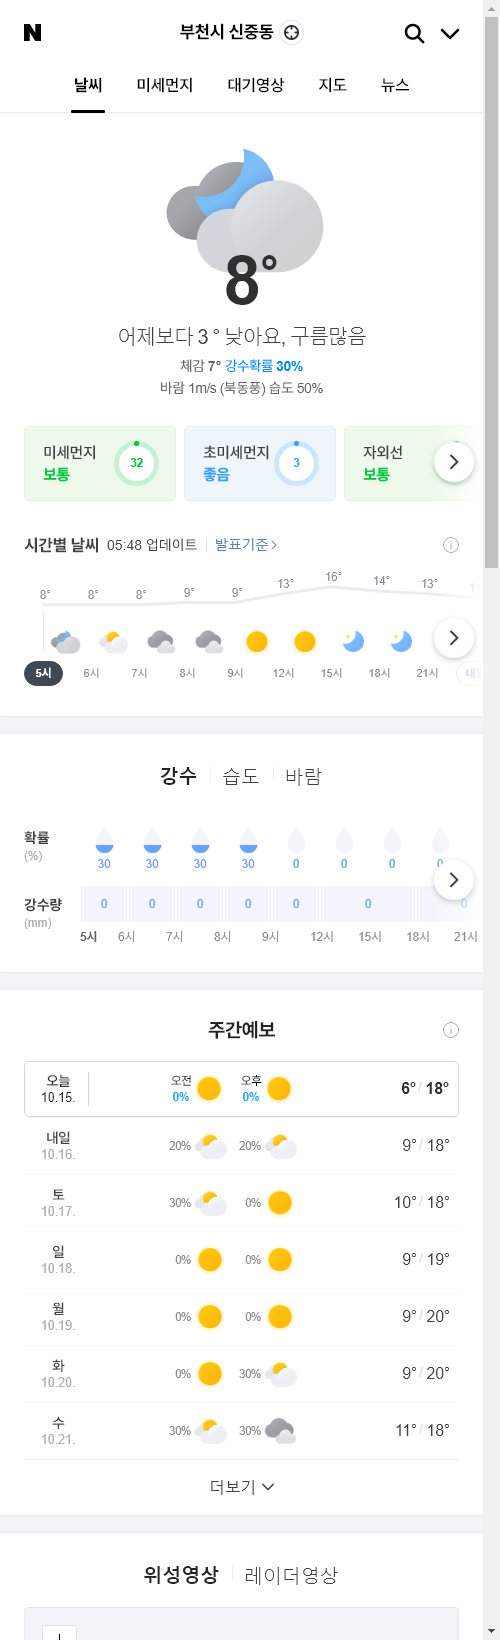 N 부천시 신중동
날씨 미세먼지 대기영상 지도 뉴스
8°
어제보다 3 ° 낮아요, 구름많음
체감 7° 강수확률 30%
바람 1m/s (북동풍) 습도 50%
미세먼지 보통 32
초미세먼지 좋음 3
자외선 보통
시간별 날씨 05:48 업데이트 발표기준
8° 8° 8° 9° 9° 13° 16° 14° 13°
5시 6시 7시 8시 9시 12시 15시 18시 21시
강수 습도 바람
확률 (%) 30 30 30 30 0 0 0 0
강수량 (mm) 0 0 0 0 0 0 0
5시 6시 7시 8시 9시 12시 15시 18시 21시
주간예보
오늘 10.15. 오전 0% 오후 0% 6° / 18°
내일 10.16. 20% 20% 9° / 18°
토 10.17. 30% 0% 10° / 18°
일 10.18. 0% 0% 9° / 19°
월 10.19. 0% 0% 9° / 20°
화 10.20. 0% 30% 9° / 20°
수 10.21. 30% 30% 11° / 18°
더보기
위성영상 레이더영상